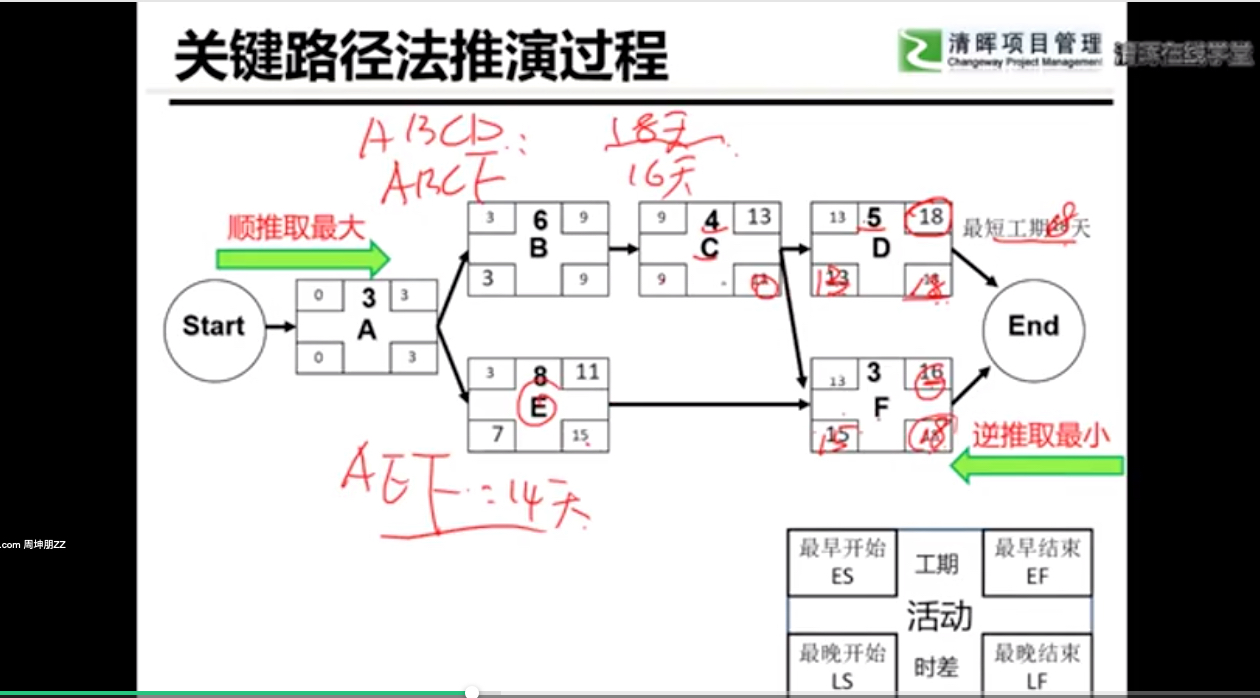 关键路径法推演过程
清晖项目管理
Changeway Project Management
清晖在线学堂
ABCD: 18天
ABCF 16天
顺推取最大
3 6 9
B
3 9
9 4 13
C
9
13 5 18
D
13 18
最短工期18天
Start
0 3 3
A
0 3
End
3 8 11
E
7 15
13 3 16
F
15 18
逆推取最小
AEF=14天
.com 周坤朋ZZ
最早开始 工期 最早结束
ES EF
活动
最晚开始 时差 最晚结束
LS LF